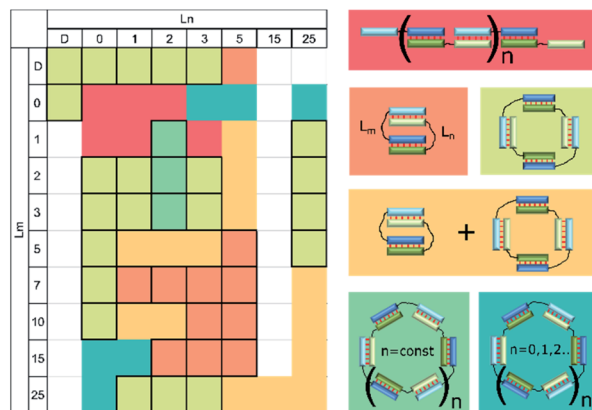 Ln
D 0 1 2 3 5 15 25
Lm
D
0
1
2
3
5
7
10
15
25
( ) n
Lm Ln
+
n=const
( ) n
n=0,1,2..
( ) n